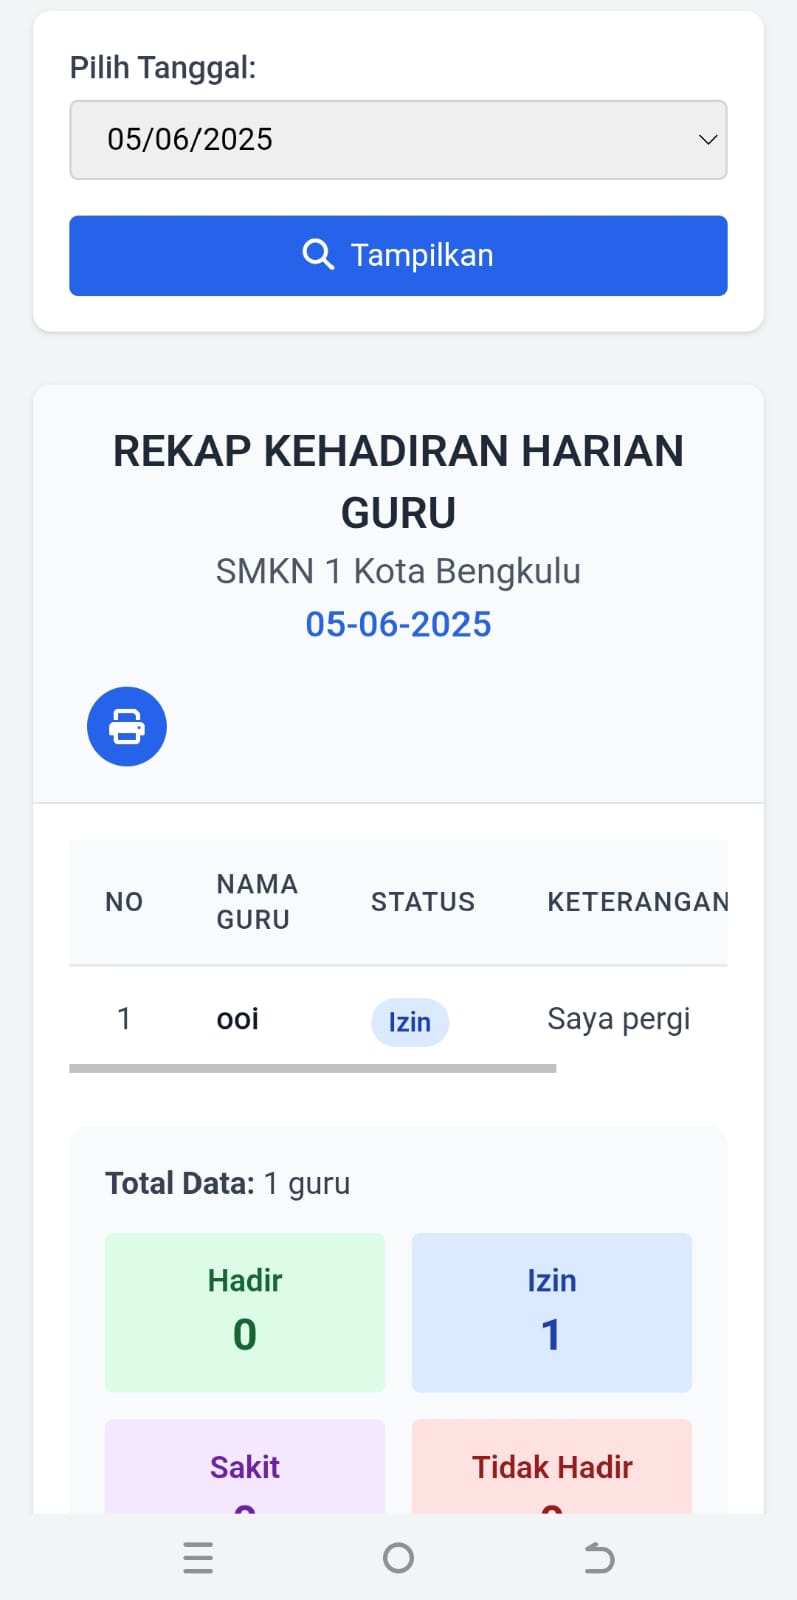 Pilih Tanggal:
05/06/2025
Tampilkan
REKAP KEHADIRAN HARIAN
GURU
SMKN 1 Kota Bengkulu
05-06-2025
NO NAMA GURU STATUS KETERANGAN
1 ooi Izin Saya pergi
Total Data: 1 guru
Hadir Izin
0 1
Sakit Tidak Hadir